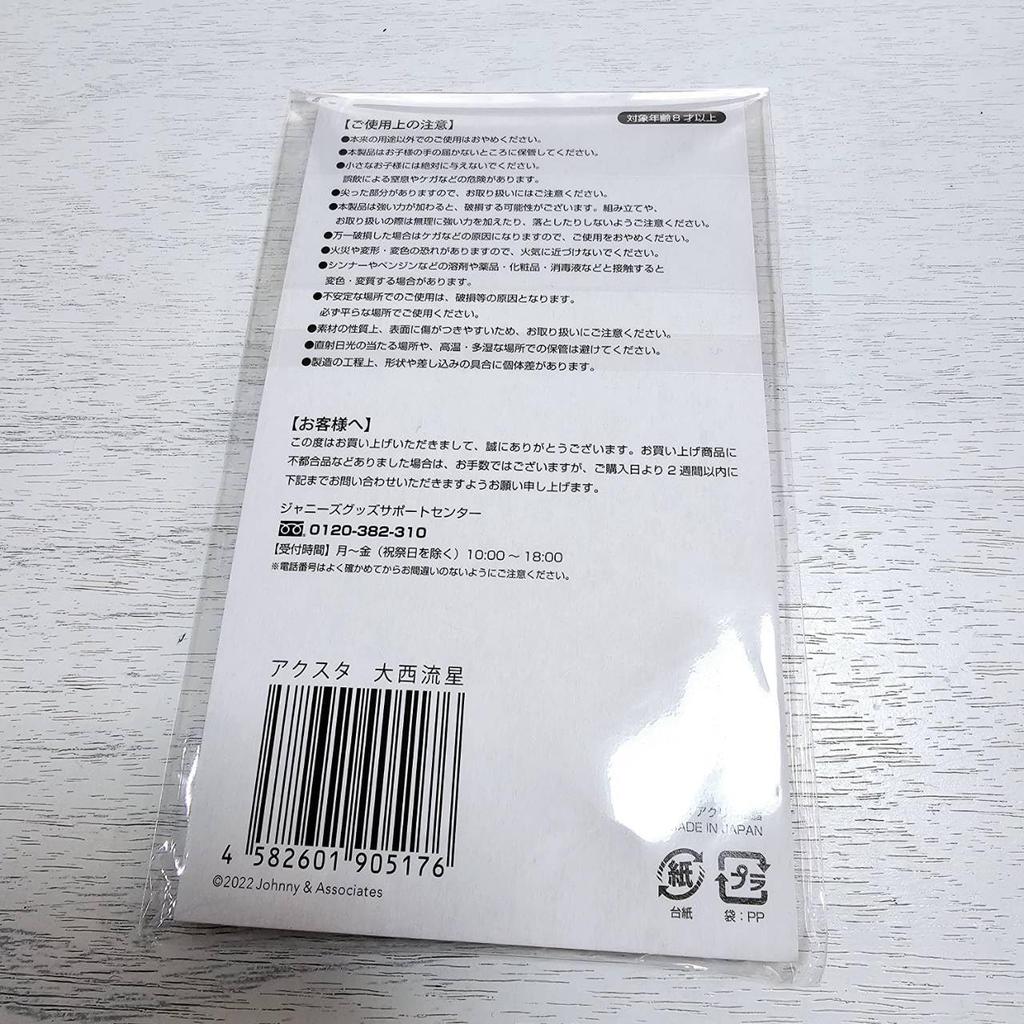 【ご使用上の注意】
対象年齢8才以上
●本来の用途以外でのご使用はおやめください。
●本製品はお子様の手の届かないところに保管してください。
●小さなお子様には絶対に与えないでください。
誤飲による窒息やケガなどの危険があります。
●尖った部分がありますので、お取り扱いにはご注意ください。
●本製品は強い力が加わると、破損する可能性がございます。組み立てや、
お取り扱いの際は無理に強い力を加えたり、落としたりしないようご注意ください。
●万一破損した場合はケガなどの原因になりますので、ご使用をおやめください。
●火災や変形・変色の恐れがありますので、火気に近づけないでください。
●シンナーやベンジンなどの溶剤や薬品・化粧品・消毒液などと接触すると
変色・変質する場合があります。
●不安定な場所でのご使用は、破損等の原因となります。
必ず平らな場所でご使用ください。
●素材の性質上、表面に傷がつきやすいため、お取り扱いにご注意ください。
●直射日光の当たる場所や、高温・多湿な場所での保管は避けてください。
●製造の工程上、形状や差し込みの具合に個体差があります。
【お客様へ】
この度はお買い上げいただきまして、誠にありがとうございます。お買い上げ商品に
不都合品などありました場合は、お手数ではございますが、ご購入日より2週間以内に
下記までお問い合わせいただきますようお願い申し上げます。
ジャニーズグッズサポートセンター
0120-382-310
【受付時間】月〜金（祝祭日を除く）10:00〜18:00
※電話番号はよく確かめてからお間違いのないようにご注意ください。
アクスタ 大西流星
4 582601 905176
©2022 Johnny & Associates
MADE IN JAPAN
紙
プラ
台紙
袋：PP